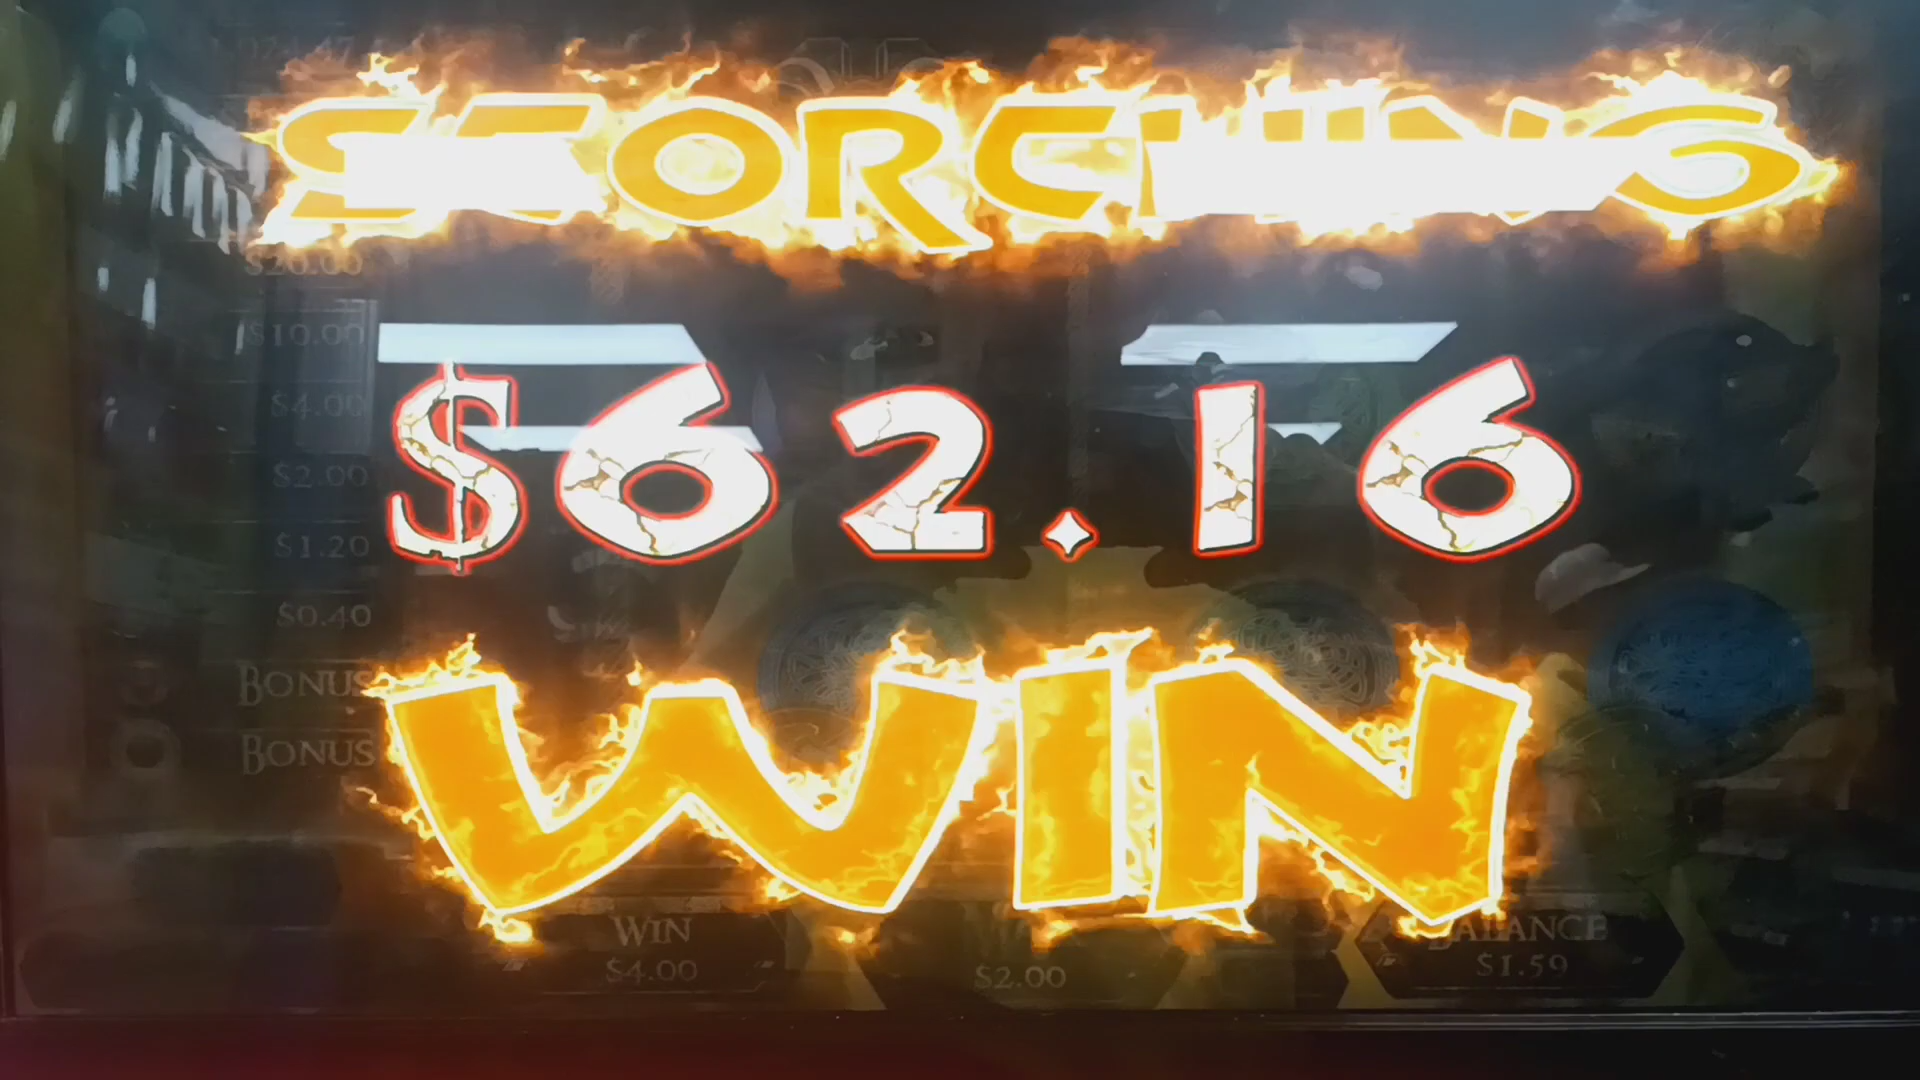 SCORCHING
$20.00
$10.00
$62.16
$4.00
$2.00
$1.20
$0.40
BONUS
BONUS
WIN
WIN
BALANCE
$4.00
$2.00
$1.59